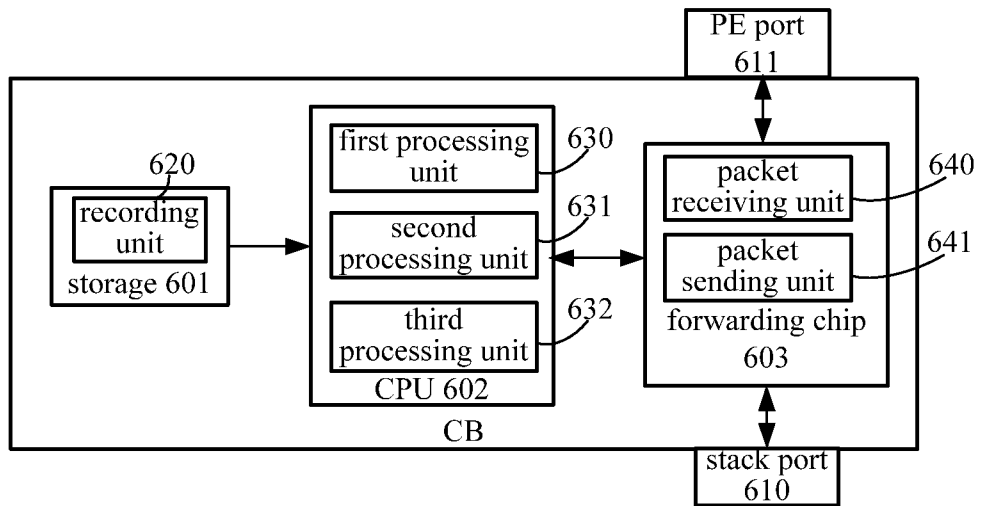 PE port
611
first processing
unit
630
620
packet
receiving unit
640
recording
unit
second
processing unit
631
storage 601
packet
sending unit
641
third
processing unit
632
forwarding chip
603
CPU 602
CB
stack port
610